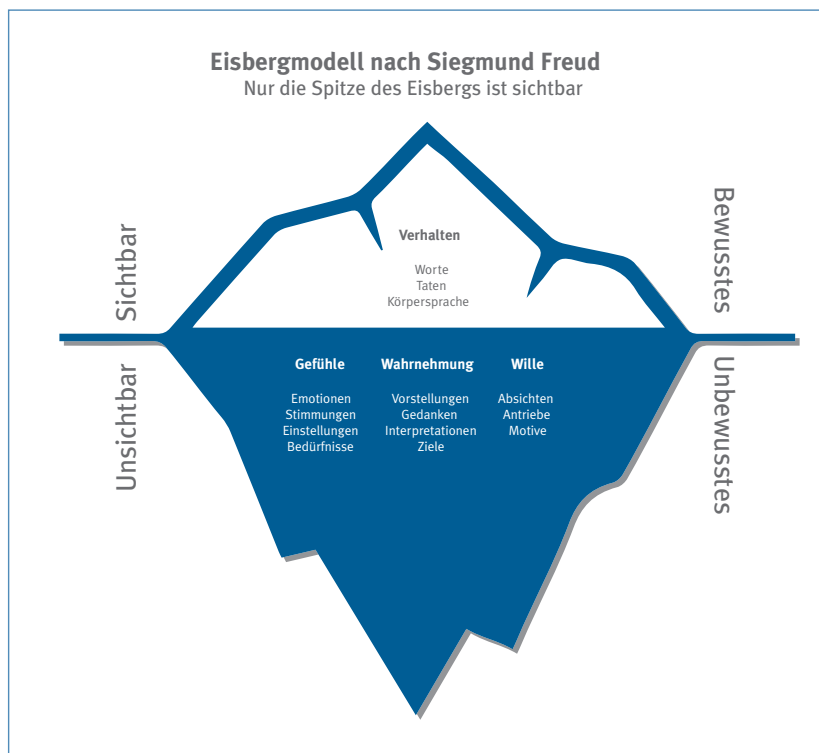 Eisbergmodell nach Siegmund Freud
Nur die Spitze des Eisbergs ist sichtbar
Sichtbar
Bewusstes
Verhalten
Worte
Taten
Körpersprache
Unsichtbar
Unbewusstes
Gefühle
Emotionen
Stimmungen
Einstellungen
Bedürfnisse
Wahrnehmung
Vorstellungen
Gedanken
Interpretationen
Ziele
Wille
Absichten
Antriebe
Motive